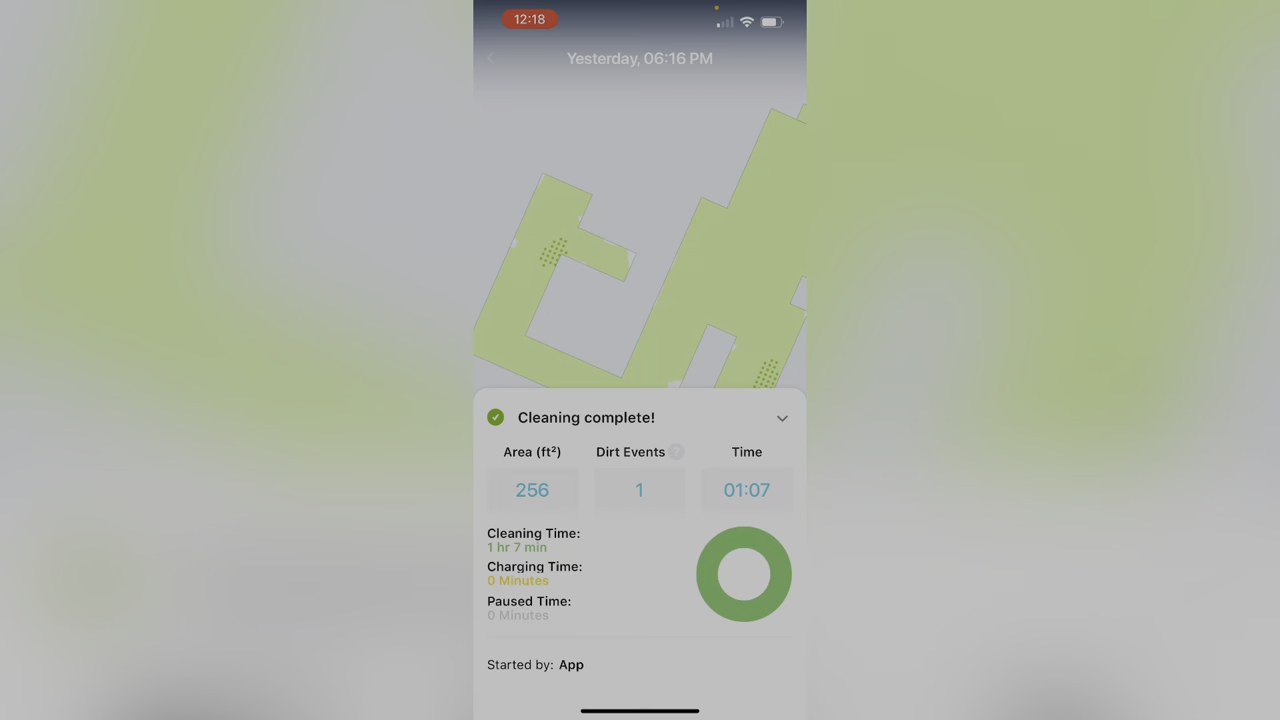 12:18
Yesterday, 06:16 PM
Cleaning complete!
Area (ft²) Dirt Events ? Time
256 1 01:07
Cleaning Time:
1 hr 7 min
Charging Time:
0 Minutes
Paused Time:
0 Minutes
Started by: App